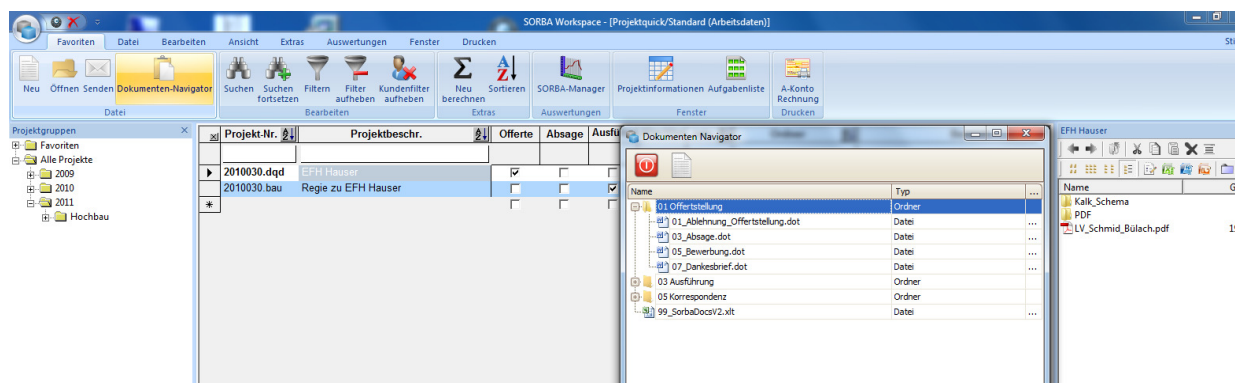 SORBA Workspace - [Projektquick/Standard (Arbeitsdaten)]
Favoriten Datei Bearbeiten Ansicht Extras Auswertungen Fenster Drucken
Neu Öffnen Senden Dokumenten-Navigator Suchen Suchen fortsetzen Filtern Filter aufheben Kundenfilter aufheben Neu berechnen Sortieren SORBA-Manager Projektinformationen Aufgabenliste A-Konto Rechnung
Datei Bearbeiten Extras Auswertungen Fenster Drucken
Projektgruppen
Favoriten
Alle Projekte
2009
2010
2011
Hochbau
Projekt-Nr. Projektbeschr. Offerte Absage Ausfü
2010030.dqd EFH Hauser
2010030.bau Regie zu EFH Hauser
Dokumenten Navigator
Name Typ ...
01 Offertstellung Ordner
01_Ablehnung_Offertstellung.dot Datei ...
03_Absage.dot Datei ...
05_Bewerbung.dot Datei ...
07_Dankesbrief.dot Datei ...
03 Ausführung Ordner
05 Korrespondenz Ordner
99_SorbaDocsV2.xlt Datei ...
EFH Hauser
Name G
Kalk_Schema
PDF
LV_Schmid_Bülach.pdf